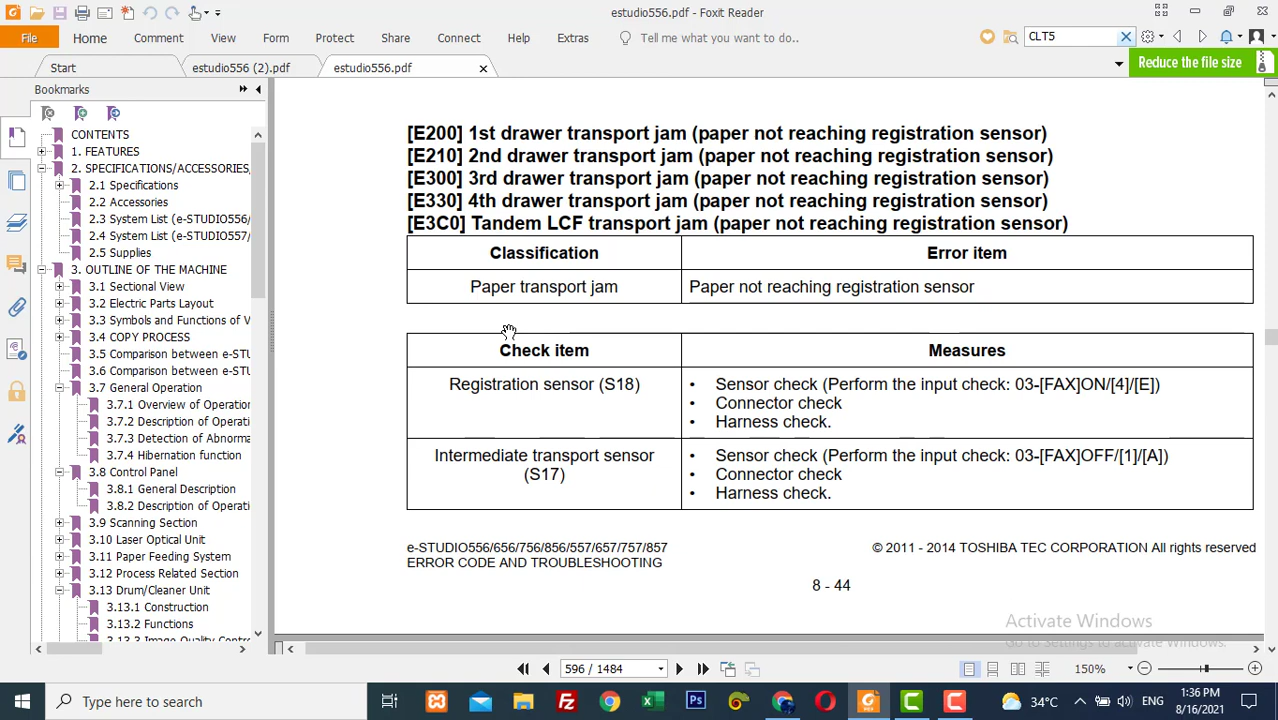 estudio556.pdf - Foxit Reader
File
Home
Comment
View
Form
Protect
Share
Connect
Help
Extras
Tell me what you want to do..
CLT5
Start
estudio556 (2).pdf
estudio556.pdf
Reduce the file size
Bookmarks
CONTENTS
1. FEATURES
2. SPECIFICATIONS/ACCESSORIES,
2.1 Specifications
2.2 Accessories
2.3 System List (e-STUDIO556/
2.4 System List (e-STUDIO557/
2.5 Supplies
3. OUTLINE OF THE MACHINE
3.1 Sectional View
3.2 Electric Parts Layout
3.3 Symbols and Functions of V
3.4 COPY PROCESS
3.5 Comparison between e-STU
3.6 Comparison between e-STU
3.7 General Operation
3.7.1 Overview of Operation
3.7.2 Description of Operati
3.7.3 Detection of Abnorma
3.7.4 Hibernation function
3.8 Control Panel
3.8.1 General Description
3.8.2 Description of Operati
3.9 Scanning Section
3.10 Laser Optical Unit
3.11 Paper Feeding System
3.12 Process Related Section
3.13 Drum/Cleaner Unit
3.13.1 Construction
3.13.2 Functions
3.13.3 Image Quality Contro
[E200] 1st drawer transport jam (paper not reaching registration sensor)
[E210] 2nd drawer transport jam (paper not reaching registration sensor)
[E300] 3rd drawer transport jam (paper not reaching registration sensor)
[E330] 4th drawer transport jam (paper not reaching registration sensor)
[E3C0] Tandem LCF transport jam (paper not reaching registration sensor)
Classification
Error item
Paper transport jam
Paper not reaching registration sensor
Check item
Measures
Registration sensor (S18)
• Sensor check (Perform the input check: 03-[FAX]ON/[4]/[E])
• Connector check
• Harness check.
Intermediate transport sensor
(S17)
• Sensor check (Perform the input check: 03-[FAX]OFF/[1]/[A])
• Connector check
• Harness check.
e-STUDIO556/656/756/856/557/657/757/857
© 2011 - 2014 TOSHIBA TEC CORPORATION All rights reserved
ERROR CODE AND TROUBLESHOOTING
8 - 44
Activate Windows
Go to Settings to activate Windows.
596 / 1484
150%
Type here to search
34°C
ENG
1:36 PM
8/16/2021